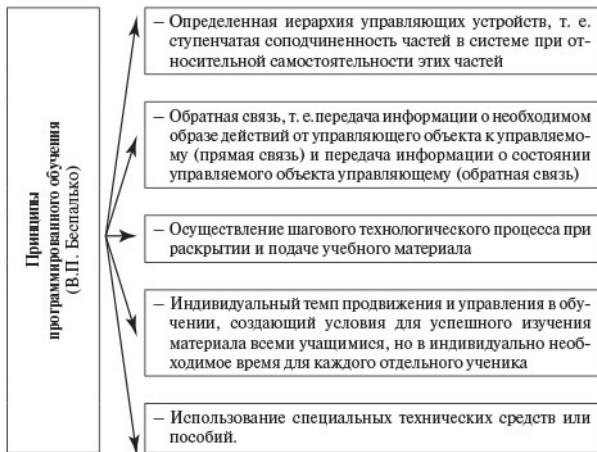 Принципы
программированного обучения
(В.П. Беспалько)
– Определенная иерархия управляющих устройств, т. е.
ступенчатая соподчиненность частей в системе при от-
носительной самостоятельности этих частей
– Обратная связь, т. е. передача информации о необходимом
образе действий от управляющего объекта к управляемо-
му (прямая связь) и передача информации о состоянии
управляемого объекта управляющему (обратная связь)
– Осуществление шагового технологического процесса при
раскрытии и подаче учебного материала
– Индивидуальный темп продвижения и управления в обу-
чении, создающий условия для успешного изучения
материала всеми учащимися, но в индивидуально необ-
ходимое время для каждого отдельного ученика
– Использование специальных технических средств или
пособий.